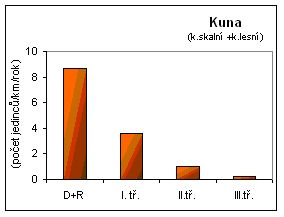 Kuna
(k.skalní +k.lesní)
(počet jedinců/km/rok)
10
8
6
4
2
0
D+R
I. tř.
II.tř.
III.tř.